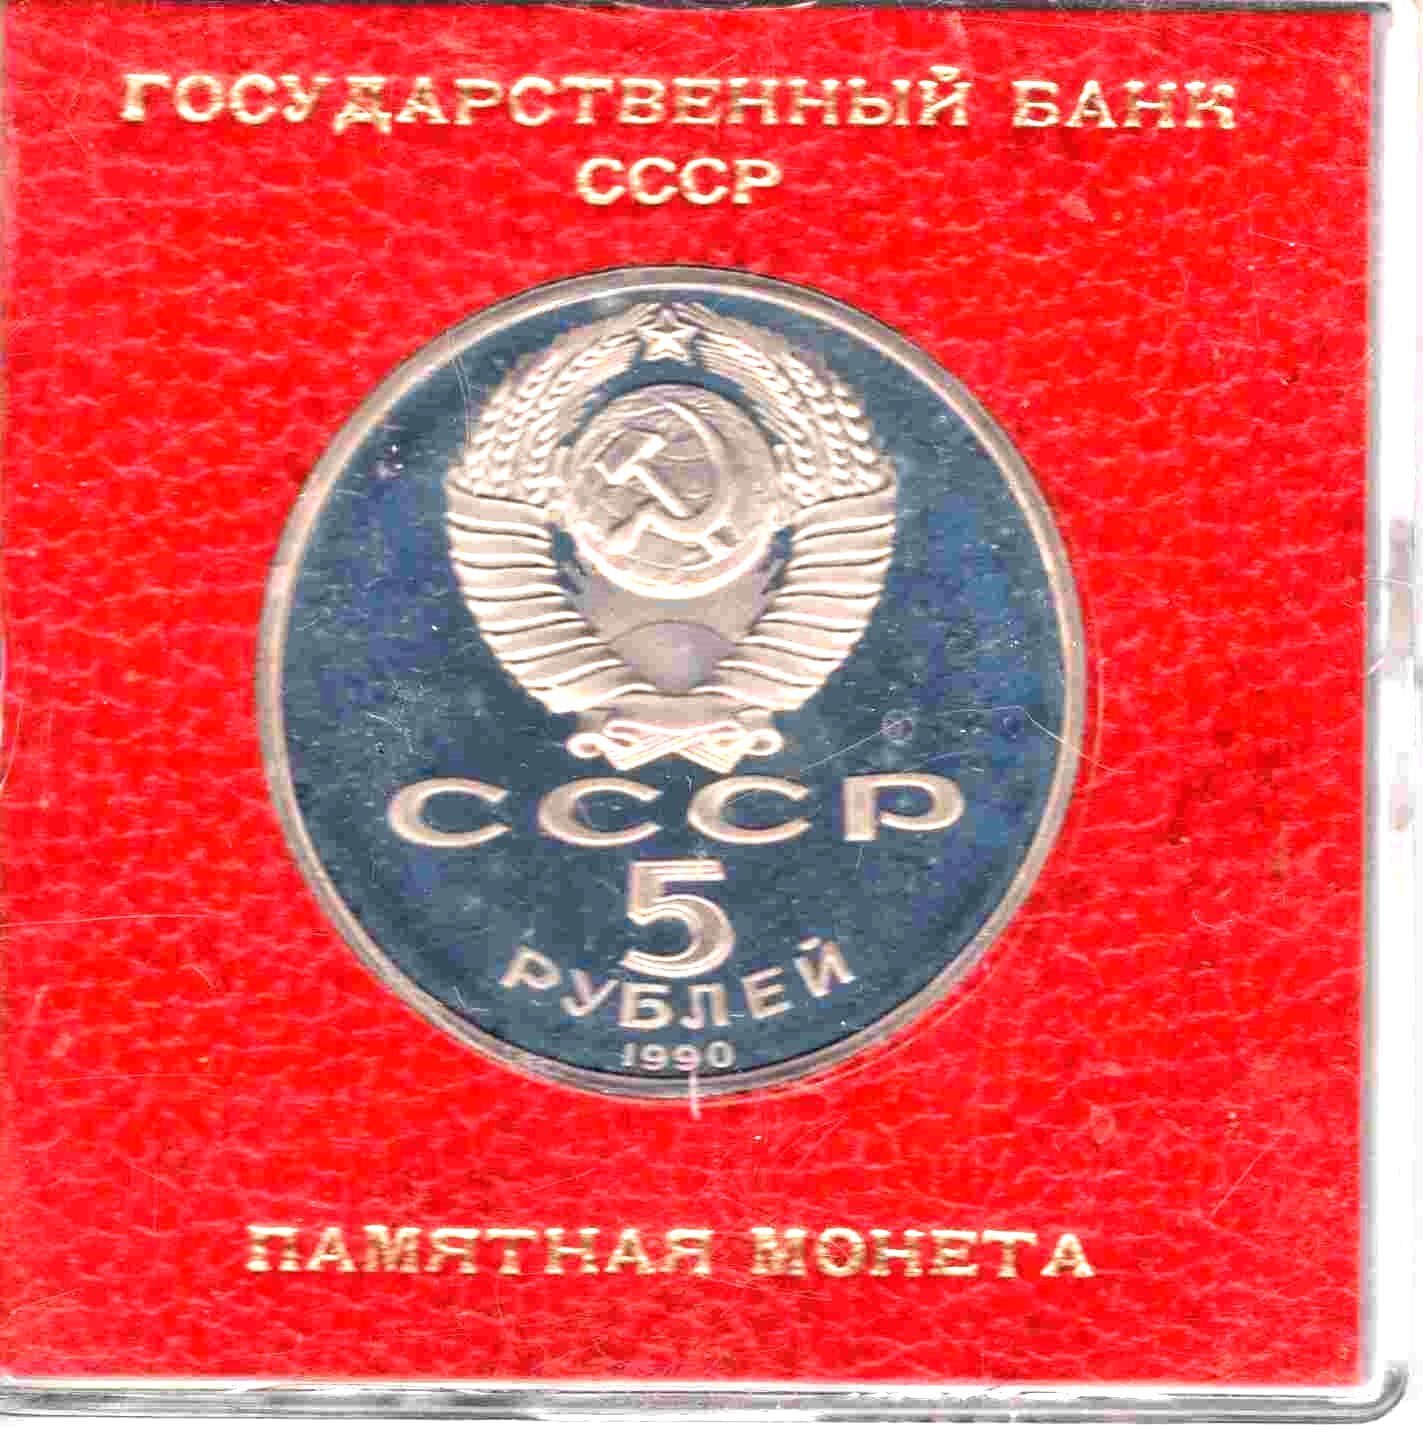 ГОСУДАРСТВЕННЫЙ БАНК
СССР
СССР
5
РУБЛЕЙ
1990
ПАМЯТНАЯ МОНЕТА